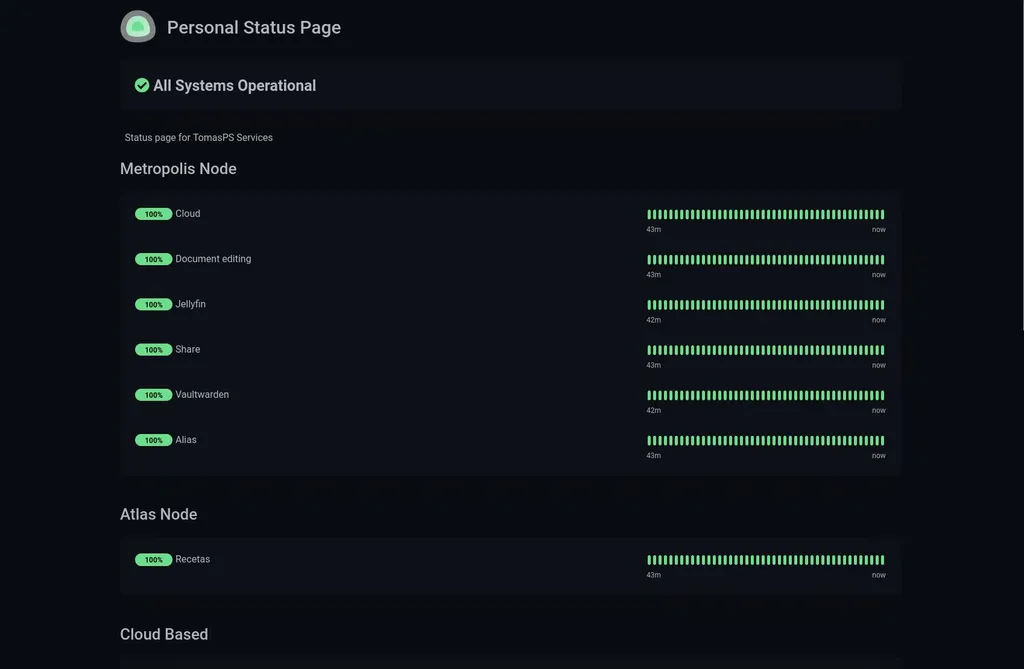 Personal Status Page
All Systems Operational
Status page for TomasPS Services
Metropolis Node
100% Cloud
43m now
100% Document editing
43m now
100% Jellyfin
42m now
100% Share
43m now
100% Vaultwarden
42m now
100% Alias
43m now
Atlas Node
100% Recetas
43m now
Cloud Based